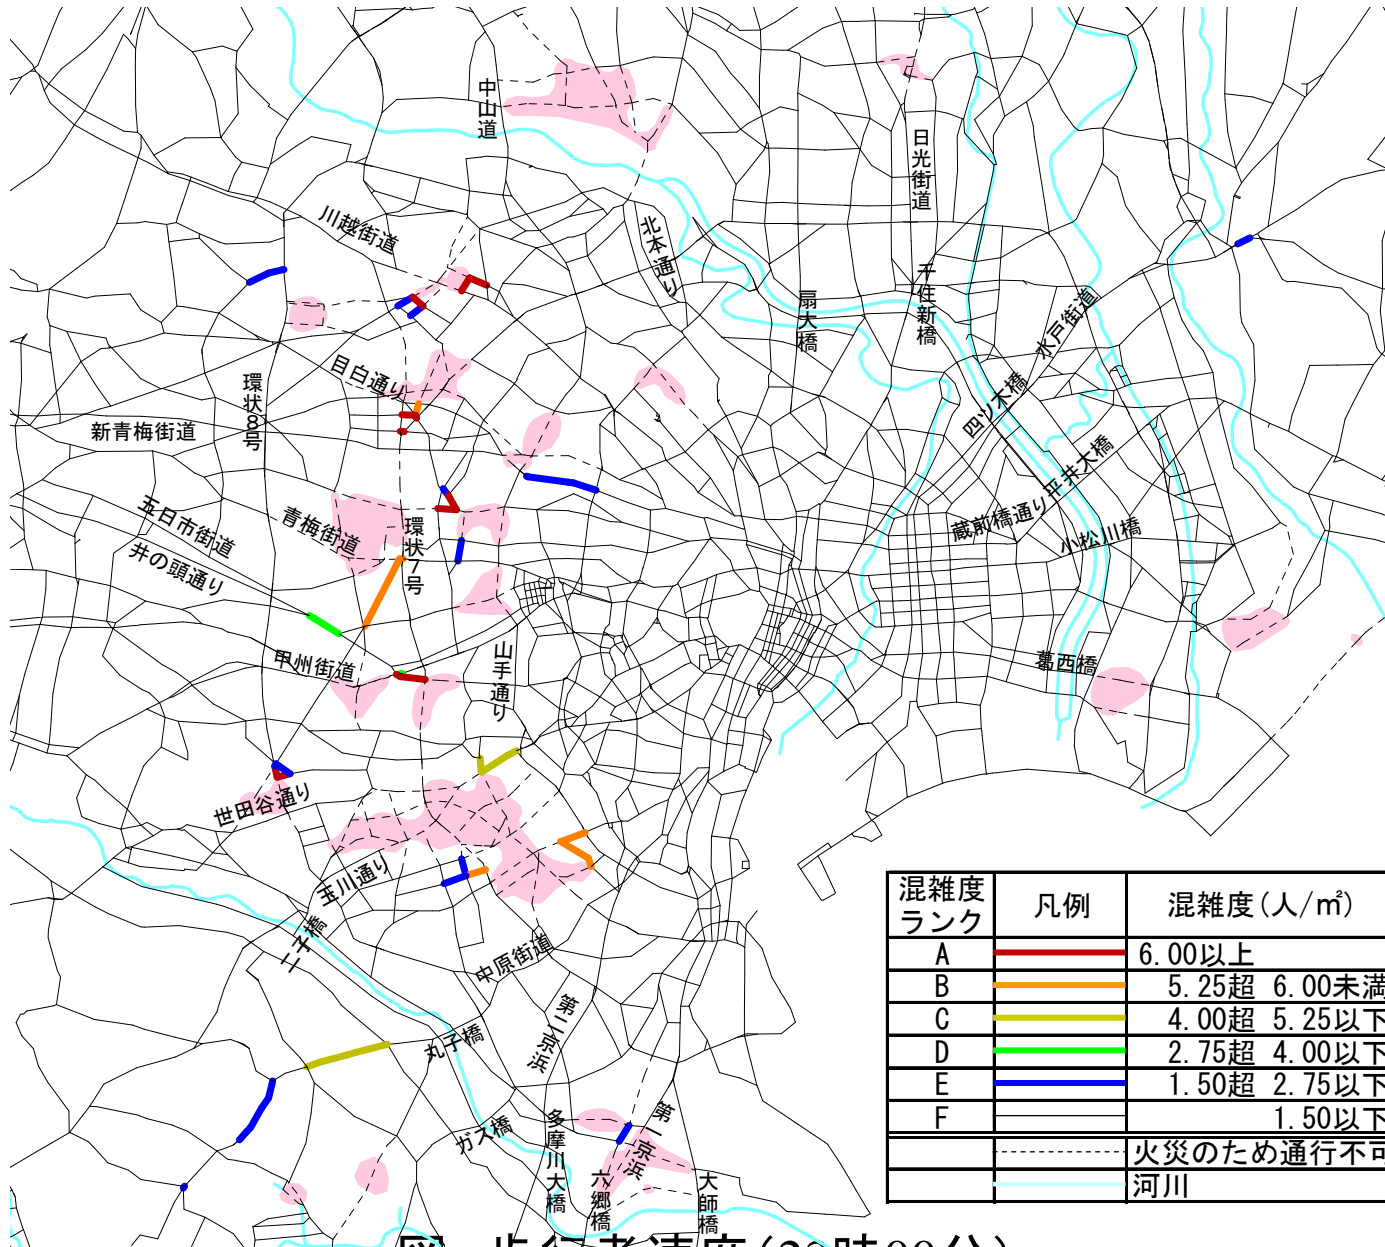 中山道
日光街道
川越街道
北本通り
扇大橋
千住新橋
水戸街道
目白通り
環状8号
新青梅街道
四ツ木橋
平井大橋
五日市街道
青梅街道
環状7号
蔵前橋通り
小松川橋
井の頭通り
甲州街道
山手通り
葛西橋
世田谷通り
玉川通り
二子橋
中原街道
第二京浜
丸子橋
ガス橋
多摩川大橋
六郷橋
第一京浜
大師橋
混雑度ランク 凡例 混雑度(人/㎡)
A 6.00以上
B 5.25超 6.00未満
C 4.00超 5.25以下
D 2.75超 4.00以下
E 1.50超 2.75以下
F 1.50以下
火災のため通行不可
河川